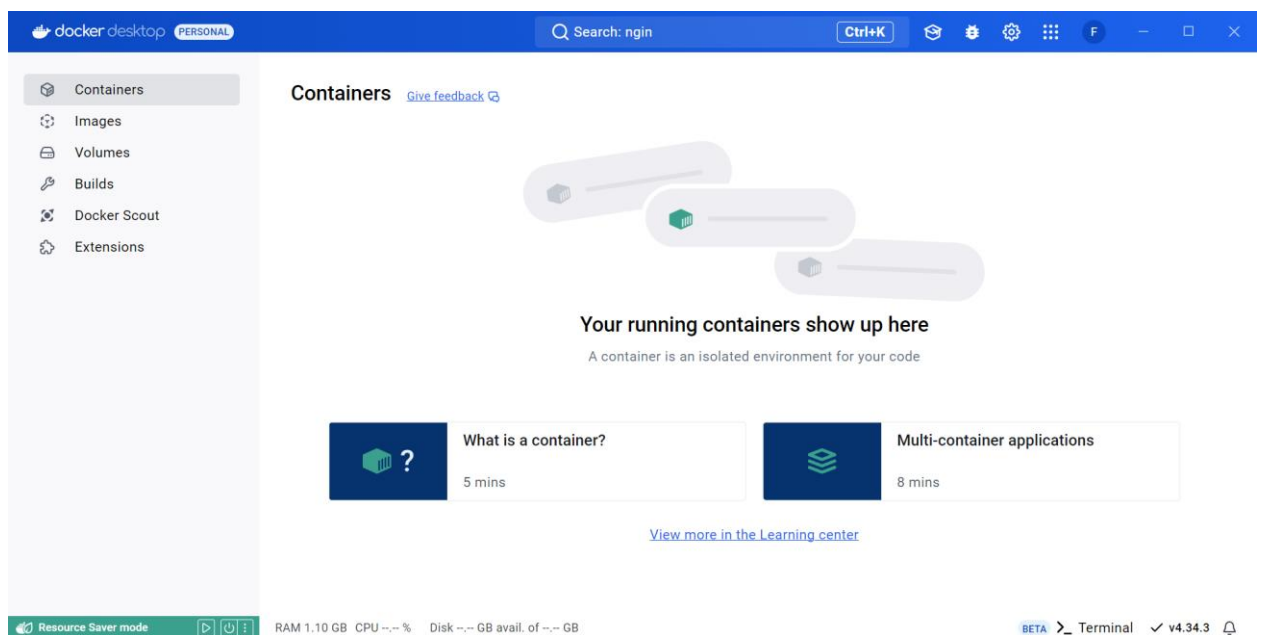 docker desktop PERSONAL Search: ngin Ctrl+K F
Containers
Images
Volumes
Builds
Docker Scout
Extensions
Containers Give feedback
Your running containers show up here
A container is an isolated environment for your code
? What is a container?
5 mins
Multi-container applications
8 mins
View more in the Learning center
Resource Saver mode RAM 1.10 GB CPU --.-- % Disk --.-- GB avail. of --.-- GB BETA >_ Terminal v4.34.3